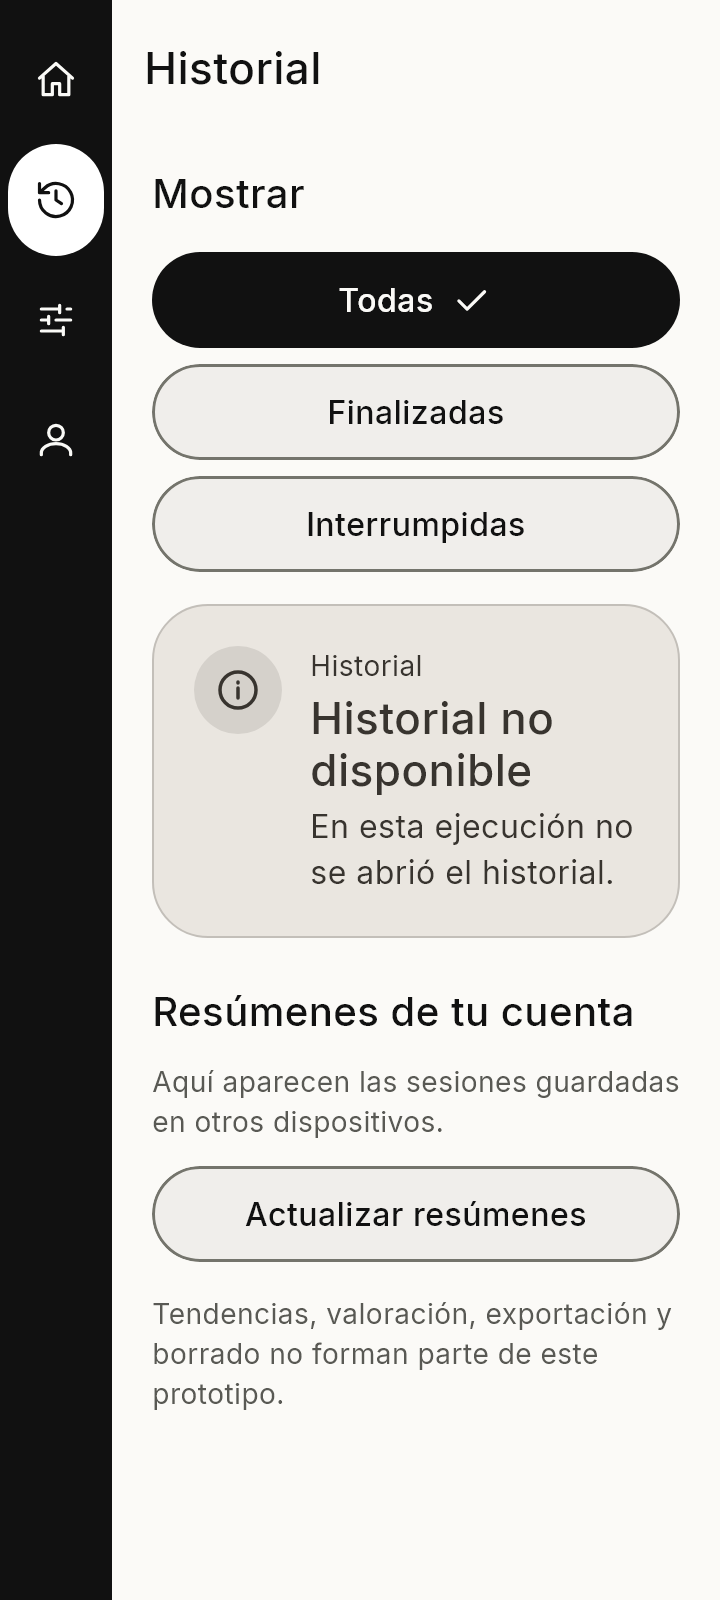 Historial
Mostrar
Todas
Finalizadas
Interrumpidas
Historial
Historial no
disponible
En esta ejecución no
se abrió el historial.
Resúmenes de tu cuenta
Aquí aparecen las sesiones guardadas
en otros dispositivos.
Actualizar resúmenes
Tendencias, valoración, exportación y
borrado no forman parte de este
prototipo.